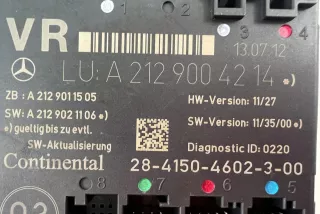 1 2 3 4
VR
13.07.12
LU: A 212 900 42 14 *)
ZB : A 212 901 15 05
HW-Version: 11/27
SW: A 212 902 11 06 *)
SW-Version: 11/35/00 *)
*) gueltig bis zu evtl.
SW-Aktualisierung
Diagnostic ID: 0220
Continental
28-4150-4602-3-00
8 7 6 5
03